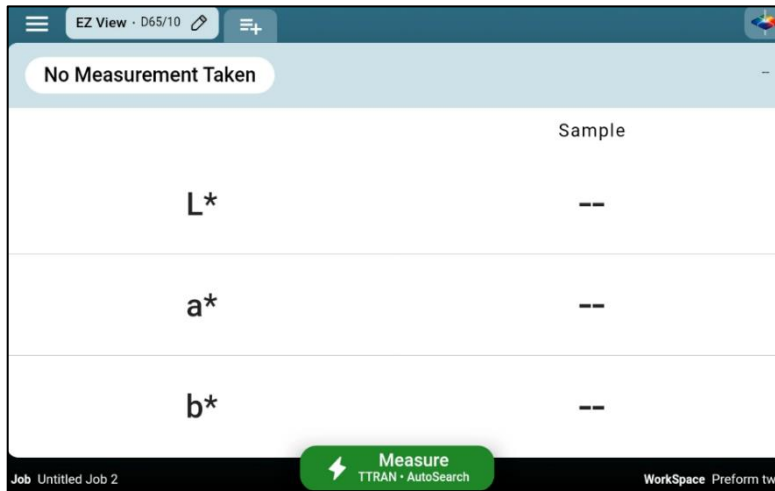 EZ View · D65/10
No Measurement Taken
--
Sample
L* --
a* --
b* --
Measure
TTRAN • AutoSearch
Job Untitled Job 2
WorkSpace Preform tw